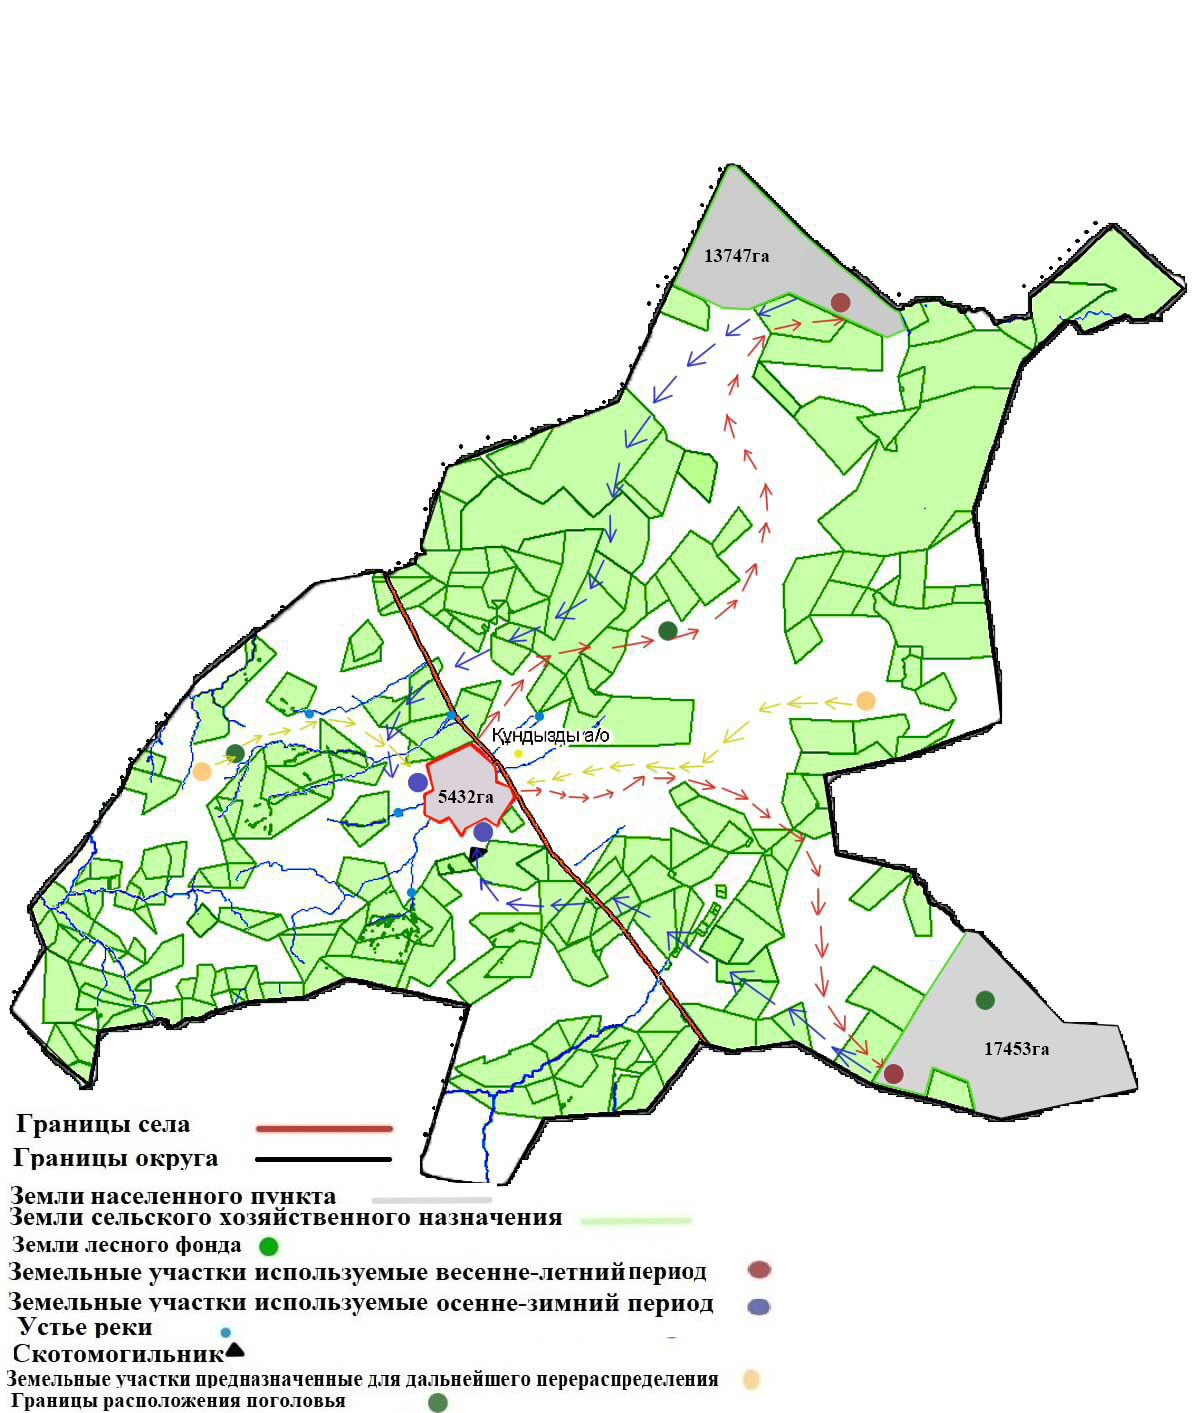 13747га
Құндызды а/о
5432га
17453га
Границы села
Границы округа
Земли населенного пункта
Земли сельского хозяйственного назначения
Земли лесного фонда
Земельные участки используемые весенне-летний период
Земельные участки используемые осенне-зимний период
Устье реки
Скотомогильник
Земельные участки предназначенные для дальнейшего перераспределения
Границы расположения поголовья